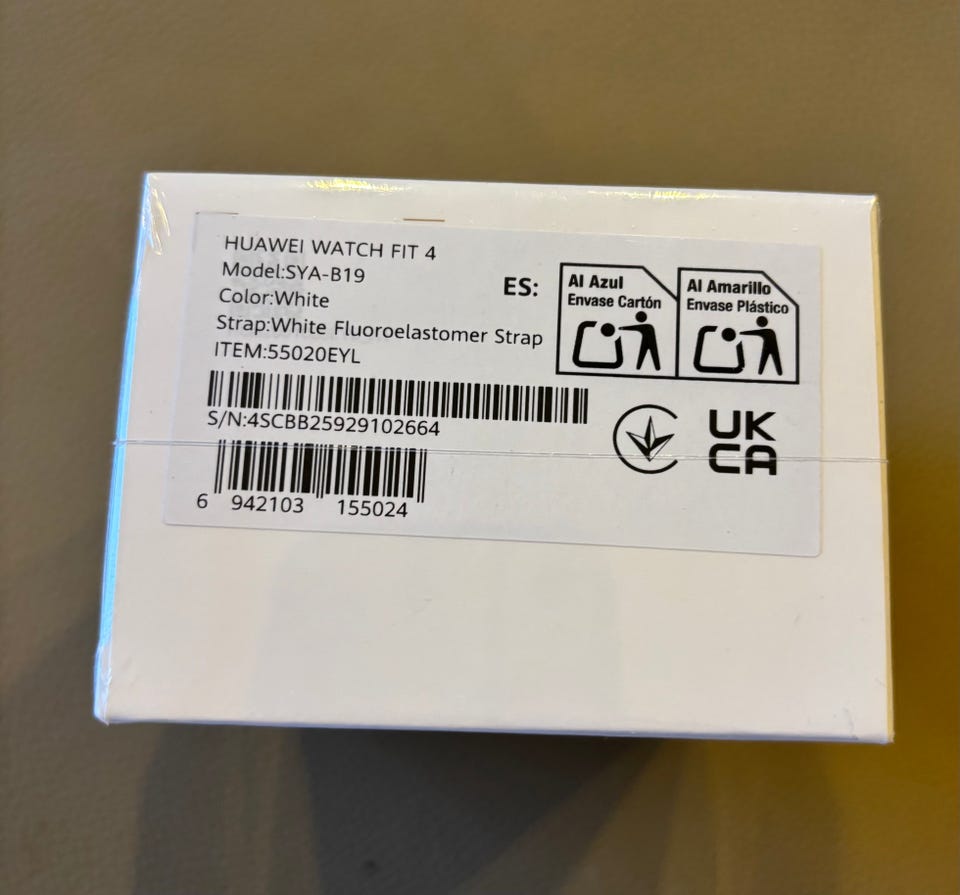 HUAWEI WATCH FIT 4
Model:SYA-B19
Color:White
Strap:White Fluoroelastomer Strap
ITEM:55020EYL
S/N:4SCBB25929102664
6 942103 155024
ES:
Al Azul
Envase Cartón
Al Amarillo
Envase Plástico
UK
CA